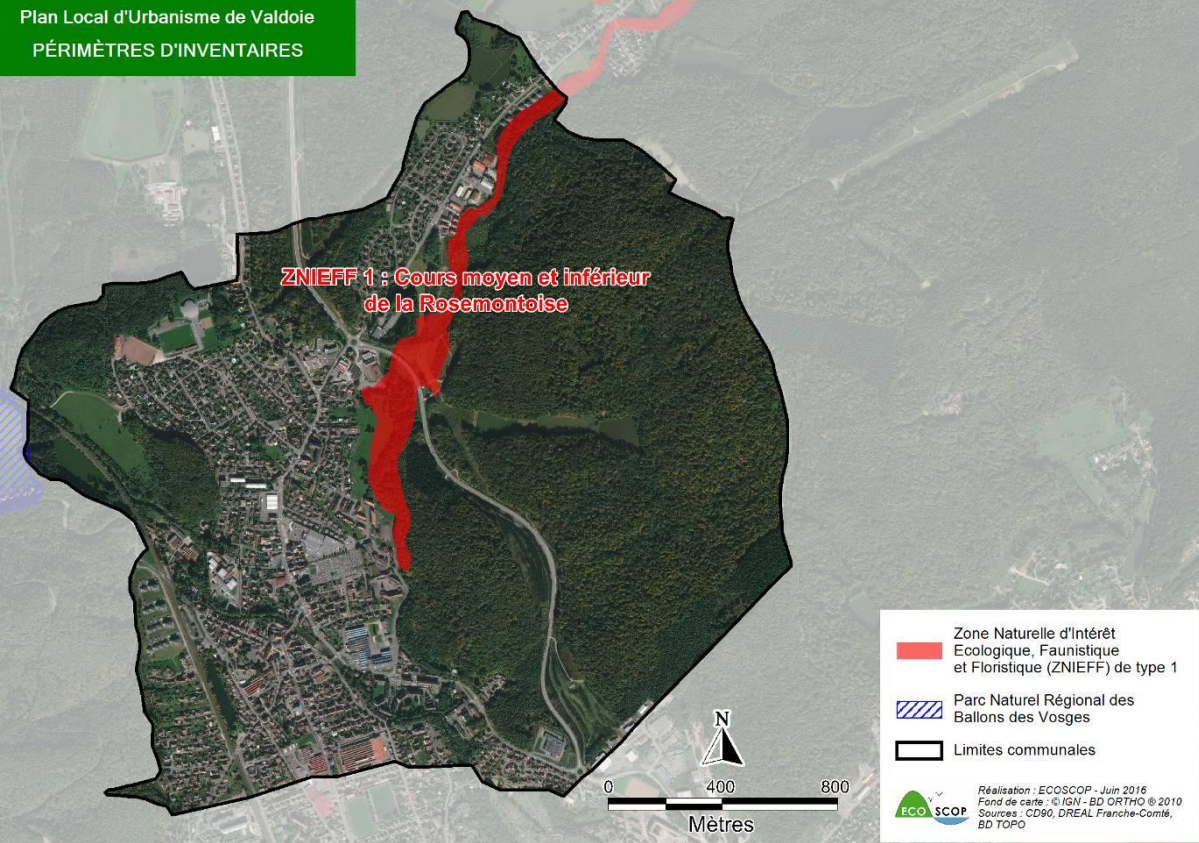 Plan Local d'Urbanisme de Valdoie
PÉRIMÈTRES D'INVENTAIRES
ZNIEFF 1 : Cours moyen et inférieur
de la Rosemontoise
Zone Naturelle d'Intérêt
Ecologique, Faunistique
et Floristique (ZNIEFF) de type 1
Parc Naturel Régional des
Ballons des Vosges
Limites communales
N
0 400 800
Mètres
ECO SCOP
Réalisation : ECOSCOP - Juin 2016
Fond de carte : © IGN - BD ORTHO ® 2010
Sources : CD90, DREAL Franche-Comté,
BD TOPO